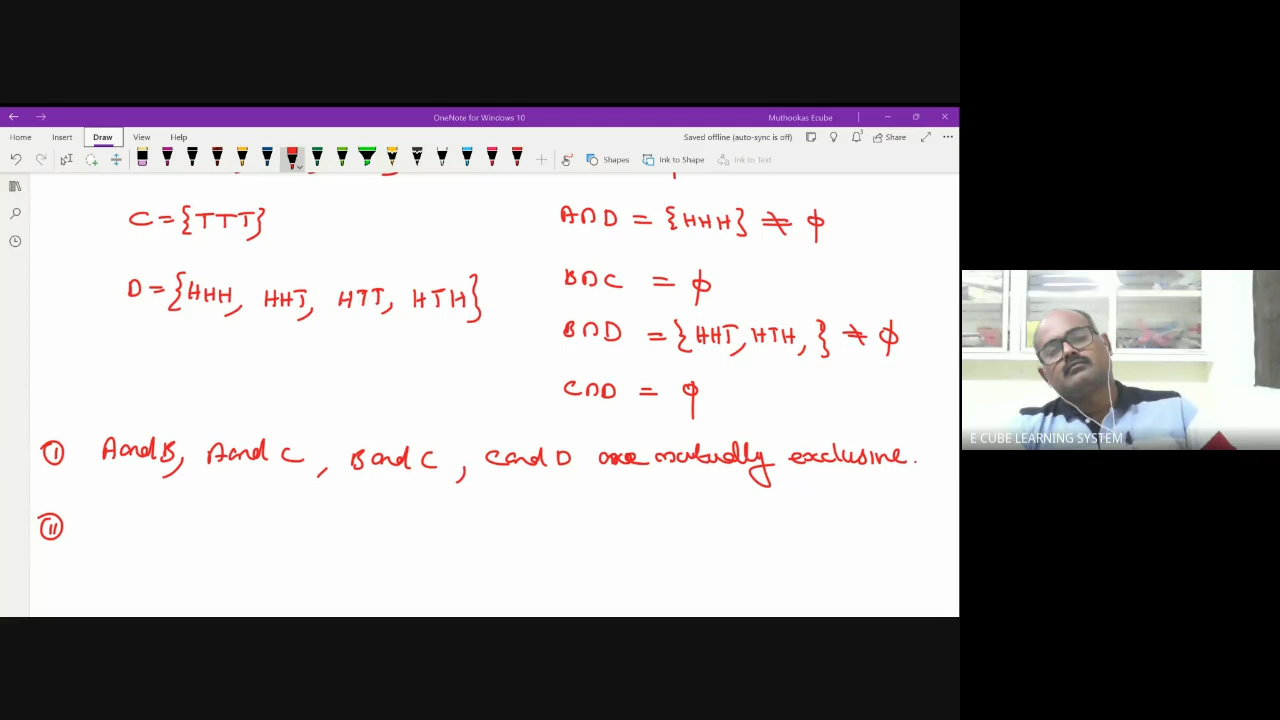 OneNote for Windows 10
Muthookas Ecube
Home Insert Draw View Help
Saved offline (auto-sync is off)
Share
Shapes
Ink to Shape
Ink to Text
C = {TTT}
A∩D = {HHH} ≠ ϕ
D = {HHH, HHT, HTT, HTH}
B∩C = ϕ
B∩D = {HHT, HTH, } ≠ ϕ
C∩D = ϕ
(i) A and B, A and C, B and C, C and D are mutually exclusive.
(ii)
E CUBE LEARNING SYSTEM